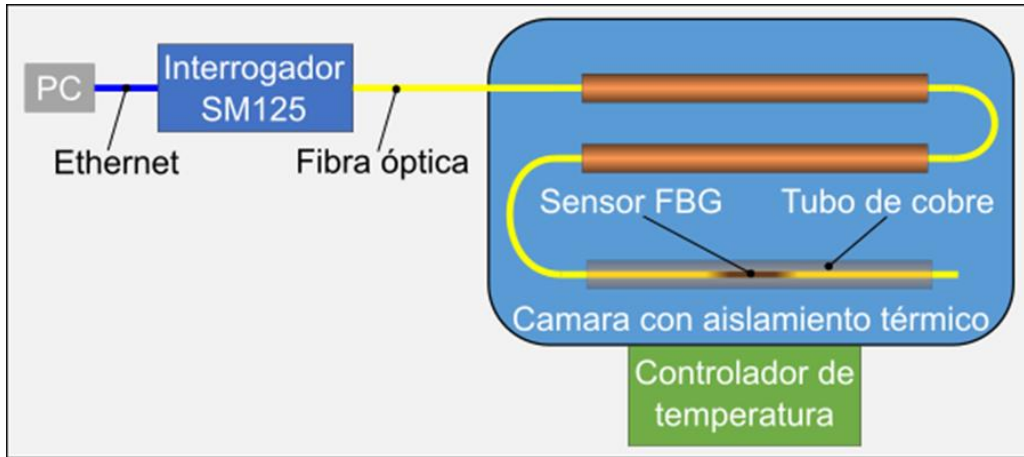 PC
Interrogador
SM125
Ethernet
Fibra óptica
Sensor FBG
Tubo de cobre
Camara con aislamiento térmico
Controlador de
temperatura